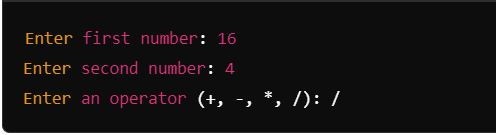 Enter first number: 16
Enter second number: 4
Enter an operator (+, -, *, /): /